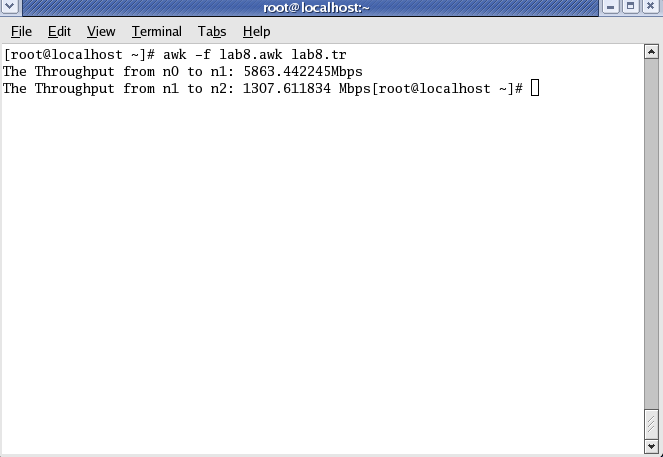 root@localhost:~
File Edit View Terminal Tabs Help
[root@localhost ~]# awk -f lab8.awk lab8.tr
The Throughput from n0 to n1: 5863.442245Mbps
The Throughput from n1 to n2: 1307.611834 Mbps[root@localhost ~]#